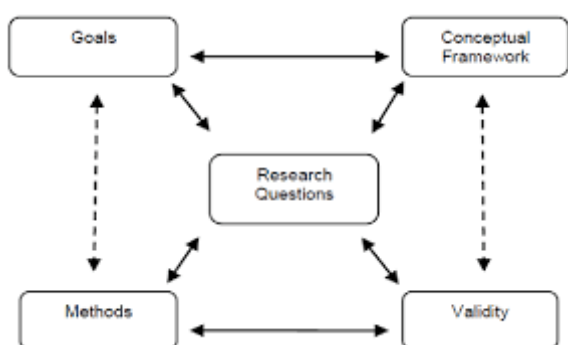 Goals
Conceptual
Framework
Research
Questions
Methods
Validity